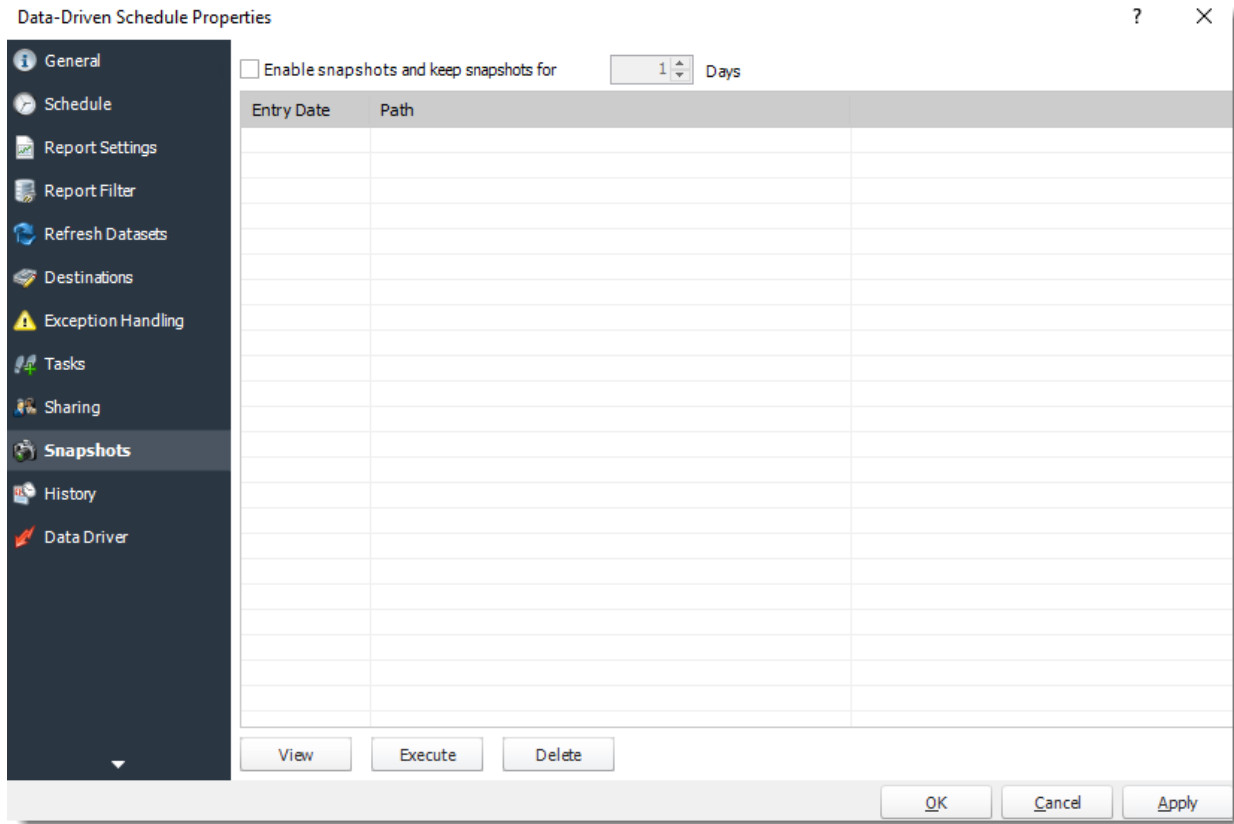 Data-Driven Schedule Properties
?
General
Schedule
Report Settings
Report Filter
Refresh Datasets
Destinations
Exception Handling
Tasks
Sharing
Snapshots
History
Data Driver
Enable snapshots and keep snapshots for 1 Days
Entry Date Path
View Execute Delete
OK Cancel Apply